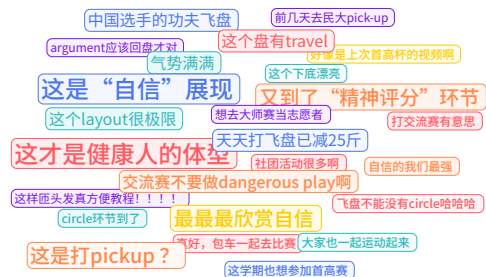 中国选手的功夫飞盘
前几天去民大pick-up
argument应该回盘才对
这个盘有travel
好像是上次首高杯的视频啊
气势满满
这个下底漂亮
这是“自信”展现
又到了“精神评分”环节
这个layout很极限
想去大师赛当志愿者
打交流赛有意思
天天打飞盘已减25斤
这才是健康人的体型
社团活动很多啊
自信的我们最强
交流赛不要做dangerous play啊
这样匝头发真方便教程！！！！
飞盘不能没有circle哈哈哈
circle环节到了
最最最欣赏自信
真好，包车一起去比赛
大家也一起运动起来
这是打pickup？
这学期也想参加首高赛